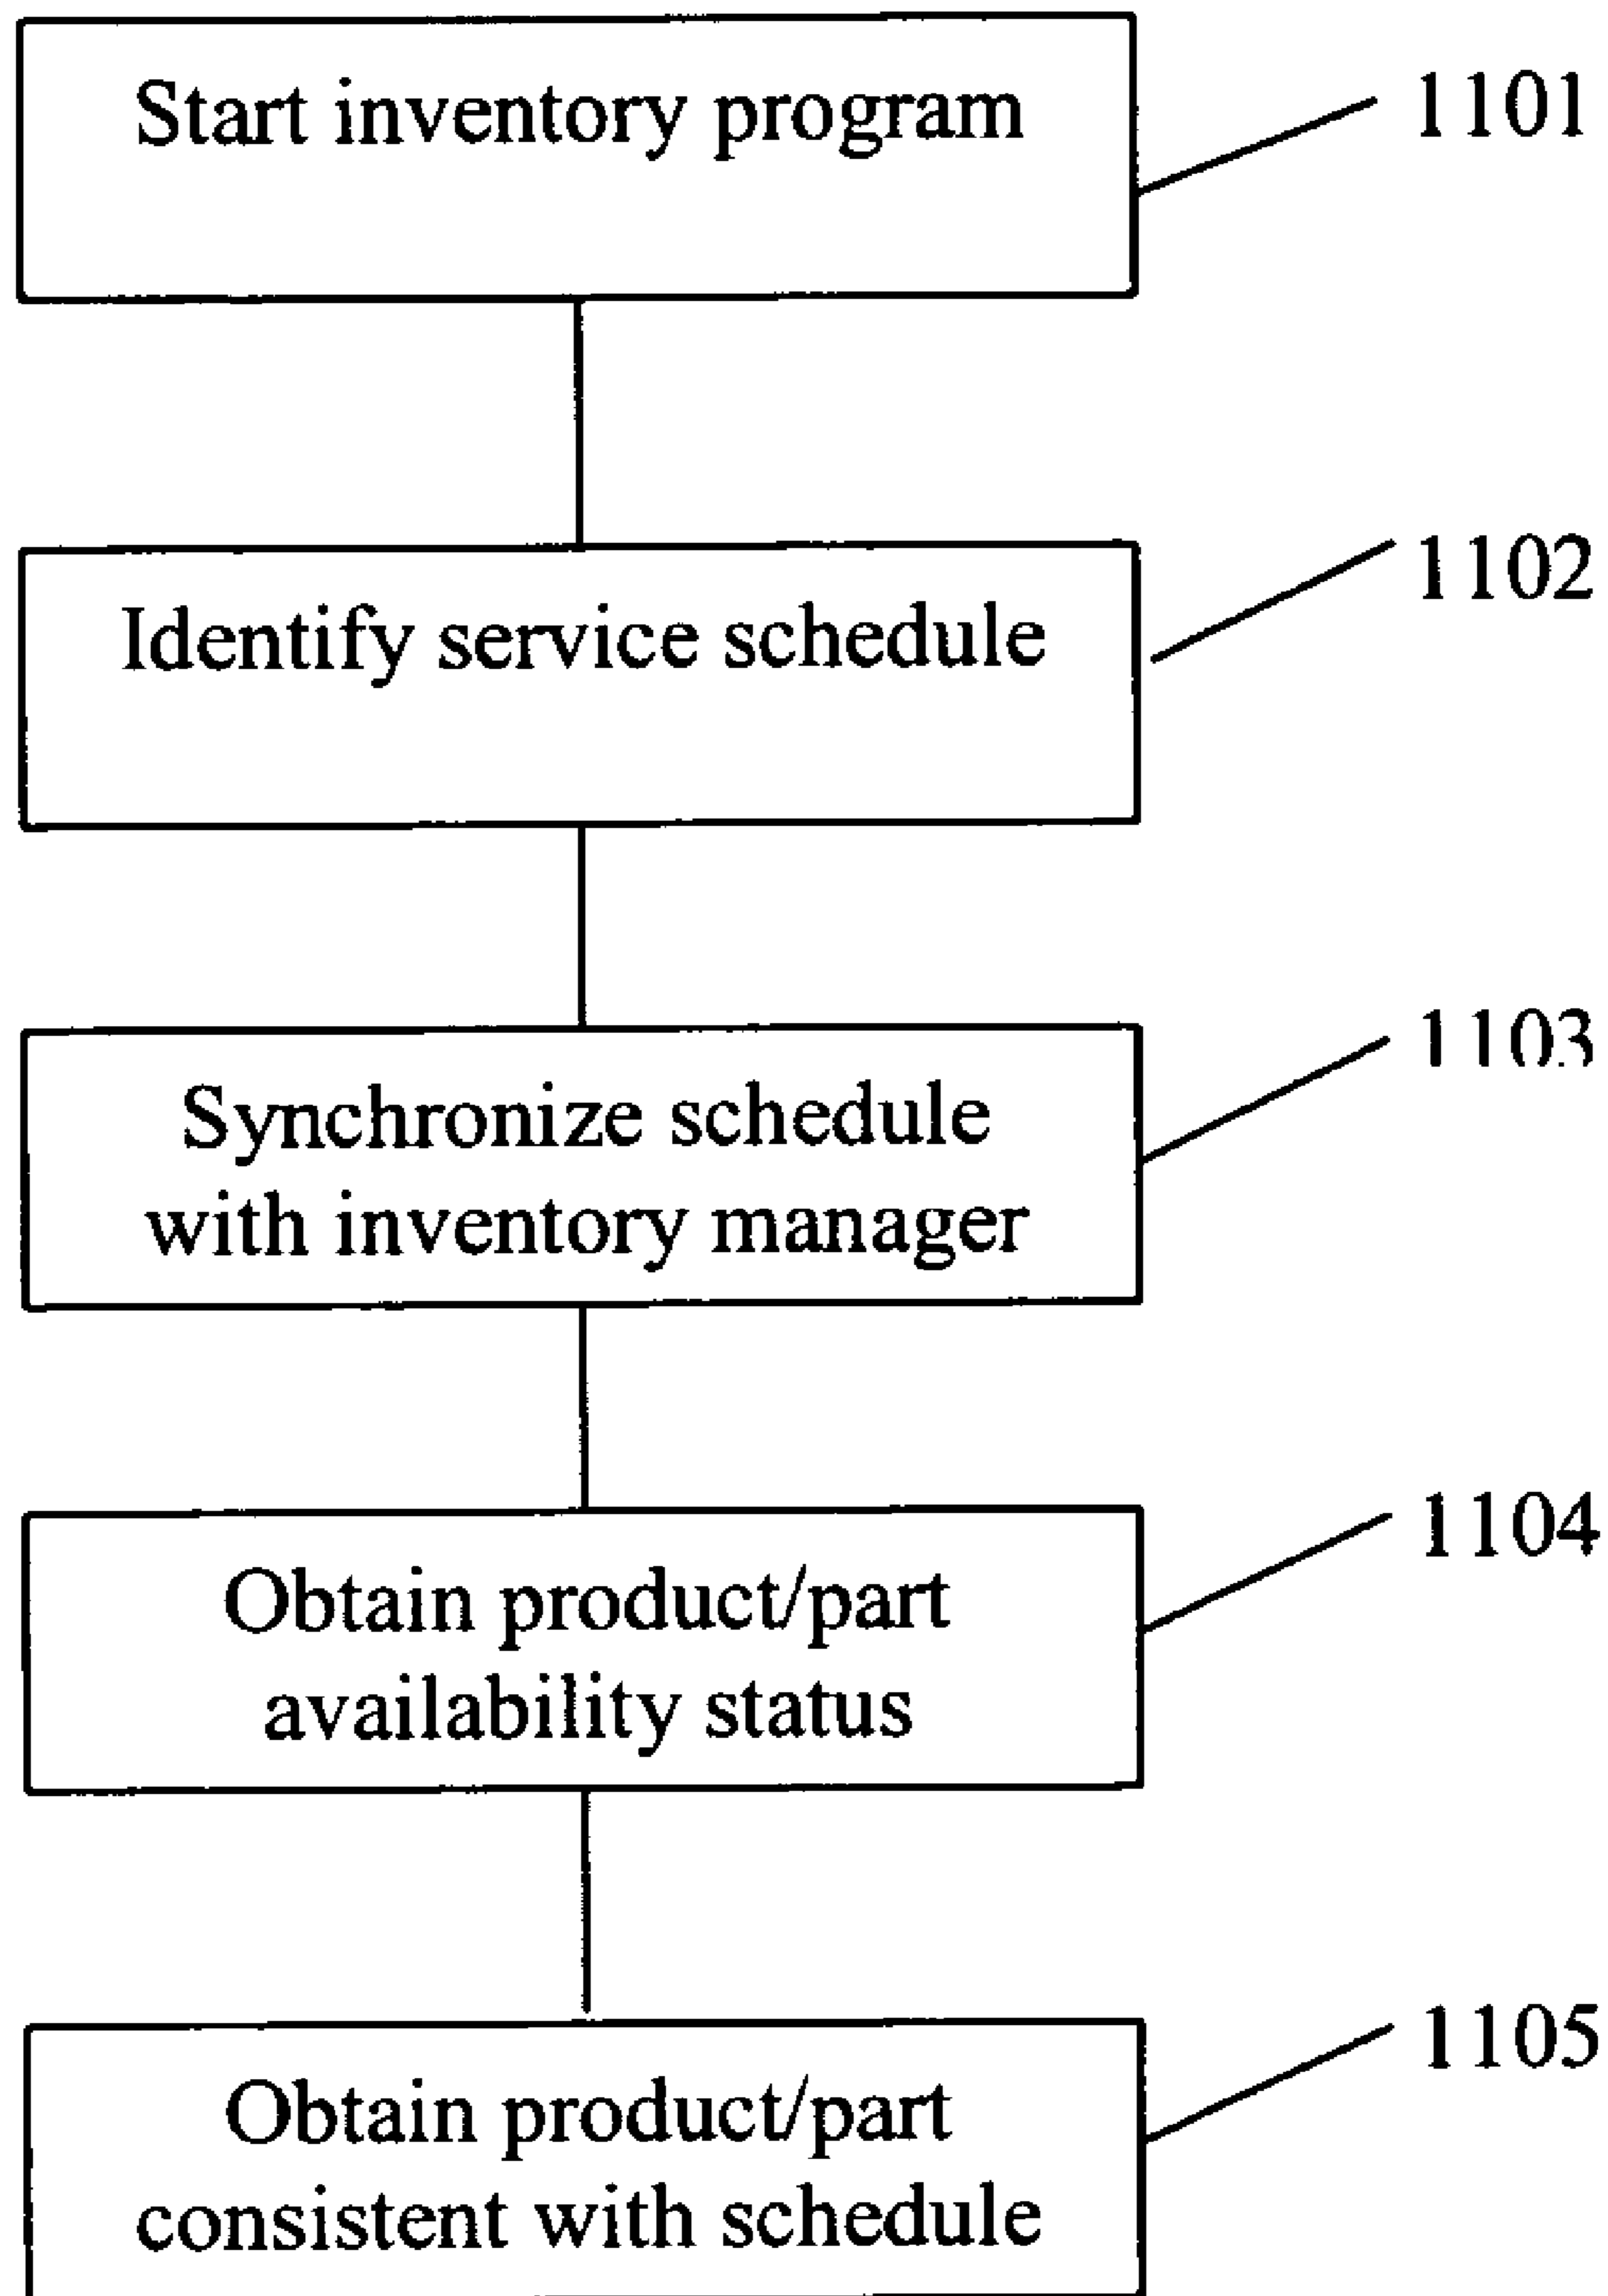 Start inventory program
1101
Identify service schedule
1102
Synchronize schedule
with inventory manager
1103
Obtain product/part
availability status
1104
Obtain product/part
consistent with schedule
1105